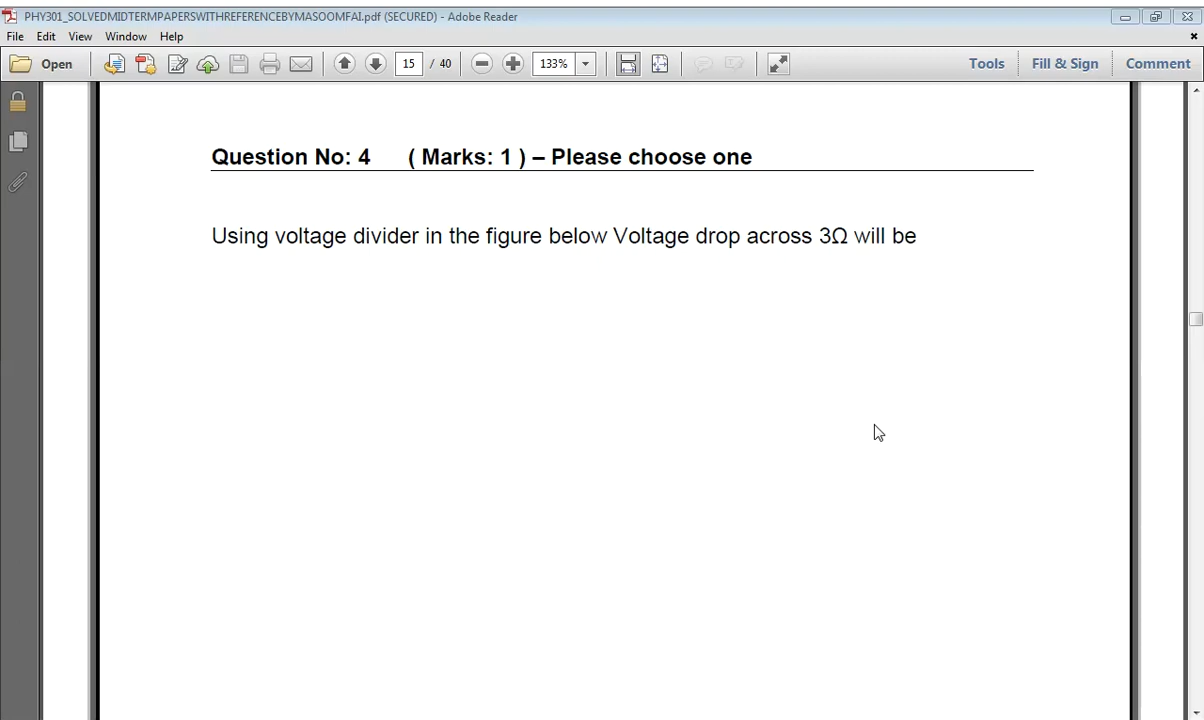 PHY301_SOLVEDMIDTERMPAPERSWITHREFERENCEBYMASOOMFAI.pdf (SECURED) - Adobe Reader
File Edit View Window Help
Open 15 / 40 133% Tools Fill & Sign Comment
Question No: 4 ( Marks: 1 ) – Please choose one
Using voltage divider in the figure below Voltage drop across 3Ω will be